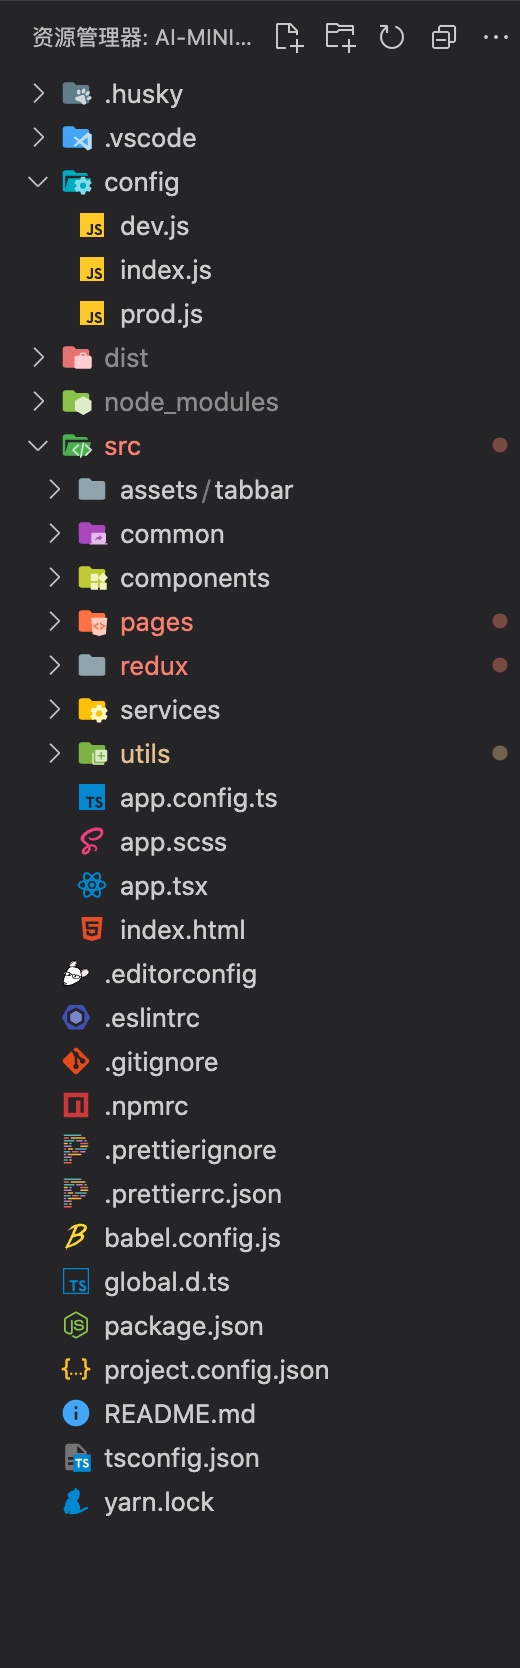 资源管理器: AI-MINI...
.husky
.vscode
config
dev.js
index.js
prod.js
dist
node_modules
src
assets/tabbar
common
components
pages
redux
services
utils
app.config.ts
app.scss
app.tsx
index.html
.editorconfig
.eslintrc
.gitignore
.npmrc
.prettierignore
.prettierrc.json
babel.config.js
global.d.ts
package.json
project.config.json
README.md
tsconfig.json
yarn.lock